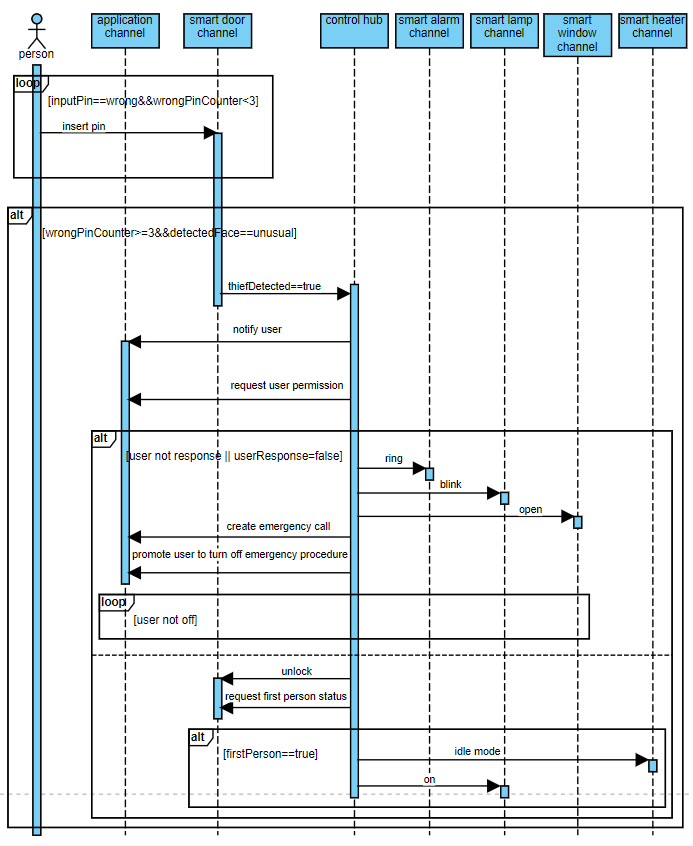 application
channel
smart door
channel
control hub
smart alarm
channel
smart lamp
channel
smart
window
channel
smart heater
channel
person
loop
[inputPin==wrong&&wrongPinCounter<3]
insert pin
alt
[wrongPinCounter>=3&&detectedFace==unusual]
thiefDetected==true
notify user
request user permission
alt
[user not response || userResponse=false]
ring
blink
open
create emergency call
promote user to turn off emergency procedure
loop
[user not off]
unlock
request first person status
alt
[firstPerson==true]
idle mode
on